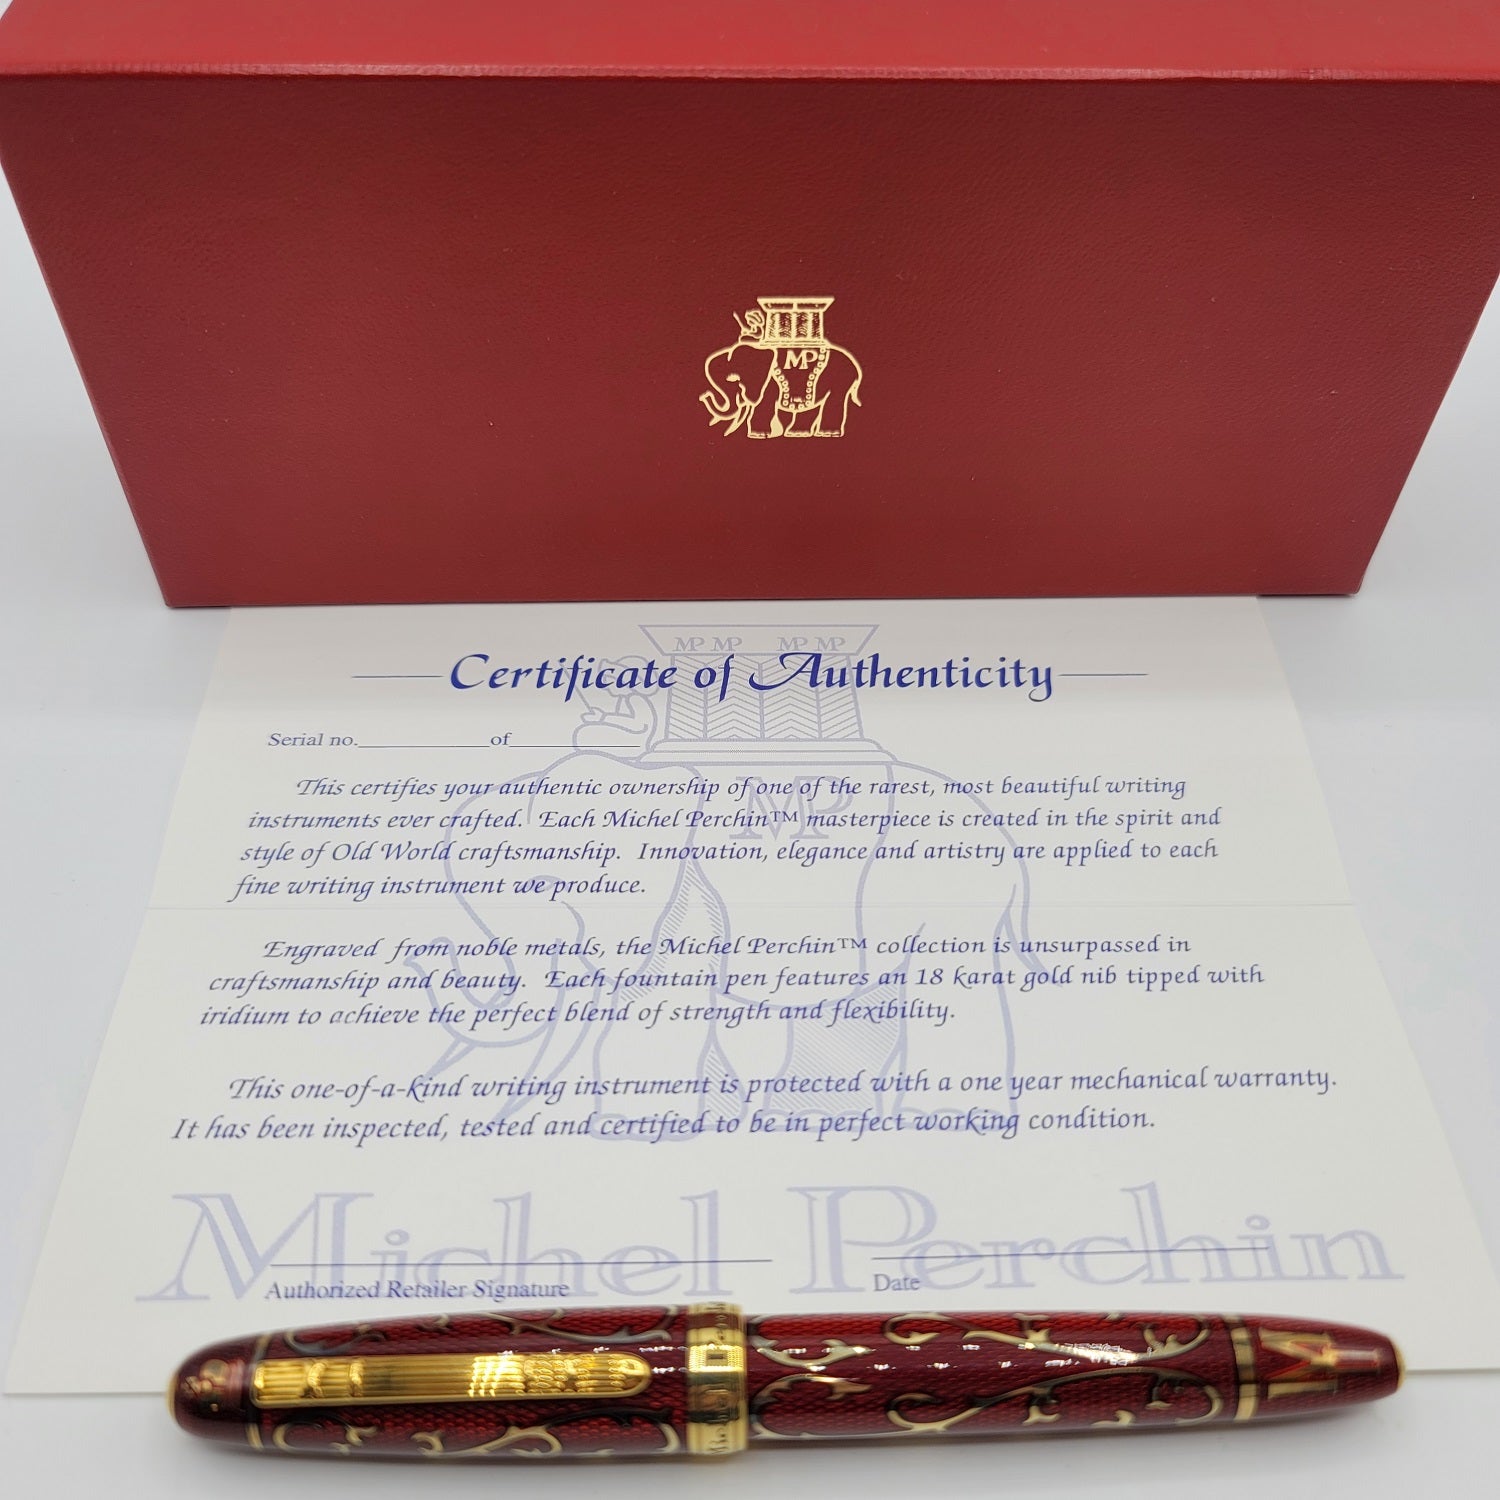 MP
MP MP MP MP
Certificate of Authenticity
Serial no.__________of__________
MP
This certifies your authentic ownership of one of the rarest, most beautiful writing
instruments ever crafted. Each Michel Perchin™ masterpiece is created in the spirit and
style of Old World craftsmanship. Innovation, elegance and artistry are applied to each
fine writing instrument we produce.
Engraved from noble metals, the Michel Perchin™ collection is unsurpassed in
craftsmanship and beauty. Each fountain pen features an 18 karat gold nib tipped with
iridium to achieve the perfect blend of strength and flexibility.
This one-of-a-kind writing instrument is protected with a one year mechanical warranty.
It has been inspected, tested and certified to be in perfect working condition.
Michel Perchin
Authorized Retailer Signature
Date